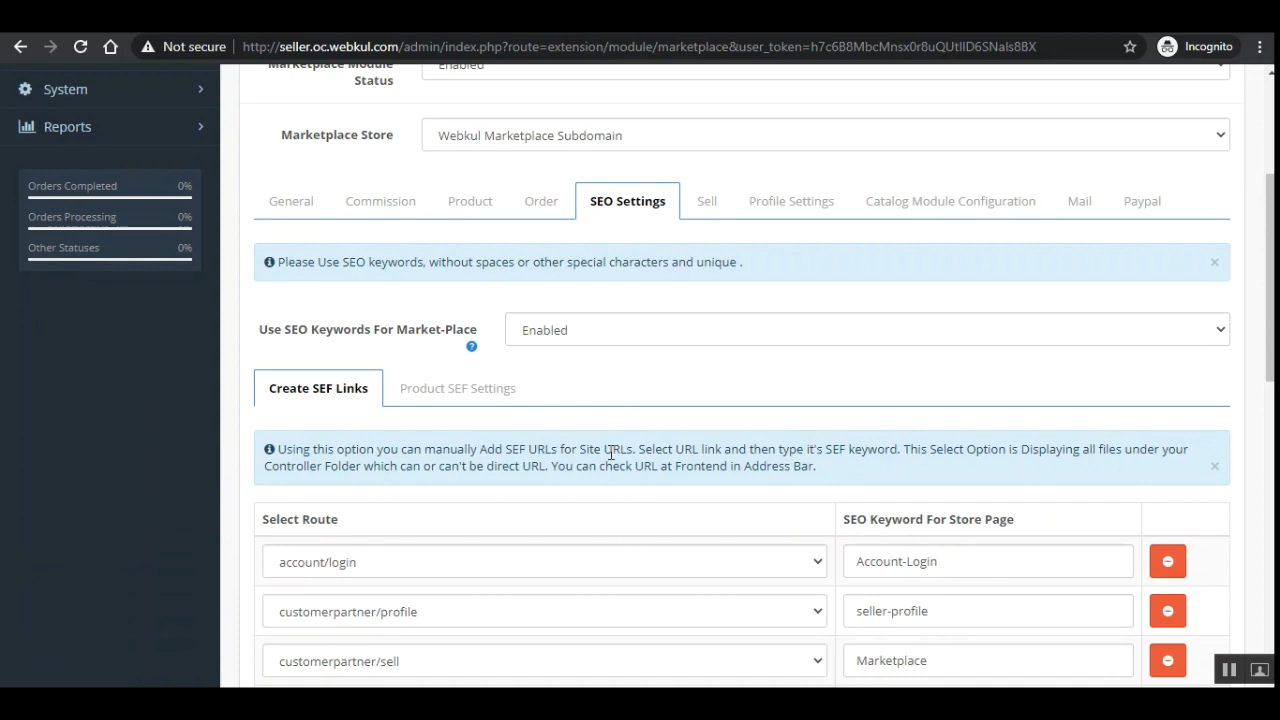 Not secure
http://seller.oc.webkul.com/admin/index.php?route=extension/module/marketplace&user_token=h7c6B8MbcMnsx0r8uQUtIID6SNals8BX
Incognito
System
Reports
Orders Completed 0%
Orders Processing 0%
Other Statuses 0%
Marketplace Module
Status
Enabled
Marketplace Store
Webkul Marketplace Subdomain
General Commission Product Order SEO Settings Sell Profile Settings Catalog Module Configuration Mail Paypal
Please Use SEO keywords, without spaces or other special characters and unique .
×
Use SEO Keywords For Market-Place
?
Enabled
Create SEF Links Product SEF Settings
Using this option you can manually Add SEF URLs for Site URLs. Select URL link and then type it's SEF keyword. This Select Option is Displaying all files under your
Controller Folder which can or can't be direct URL. You can check URL at Frontend in Address Bar.
×
Select Route SEO Keyword For Store Page
account/login Account-Login
customerpartner/profile seller-profile
customerpartner/sell Marketplace